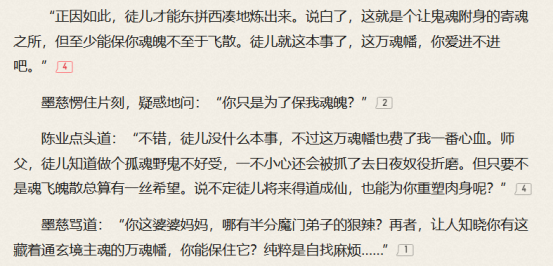 “正因如此，徒儿才能东拼西凑地炼出来。说白了，这就是个让鬼魂附身的寄魂
之所，但至少能保你魂魄不至于飞散。徒儿就这本事了，这万魂幡，你爱进不进
吧。” 4
墨慈愣住片刻，疑惑地问：“你只是为了保我魂魄？” 2
陈业点头道：“不错，徒儿没什么本事，不过这万魂幡也费了我一番心血。师
父，徒儿知道做个孤魂野鬼不好受，一不小心还会被抓了去日夜奴役折磨。但只要不
是魂飞魄散总算有一丝希望。说不定徒儿将来得道成仙，也能为你重塑肉身呢？” 4
墨慈骂道：“你这婆婆妈妈，哪有半分魔门弟子的狠辣？再者，让人知晓你有这
藏着通玄境主魂的万魂幡，你能保住它？纯粹是自找麻烦……” 1